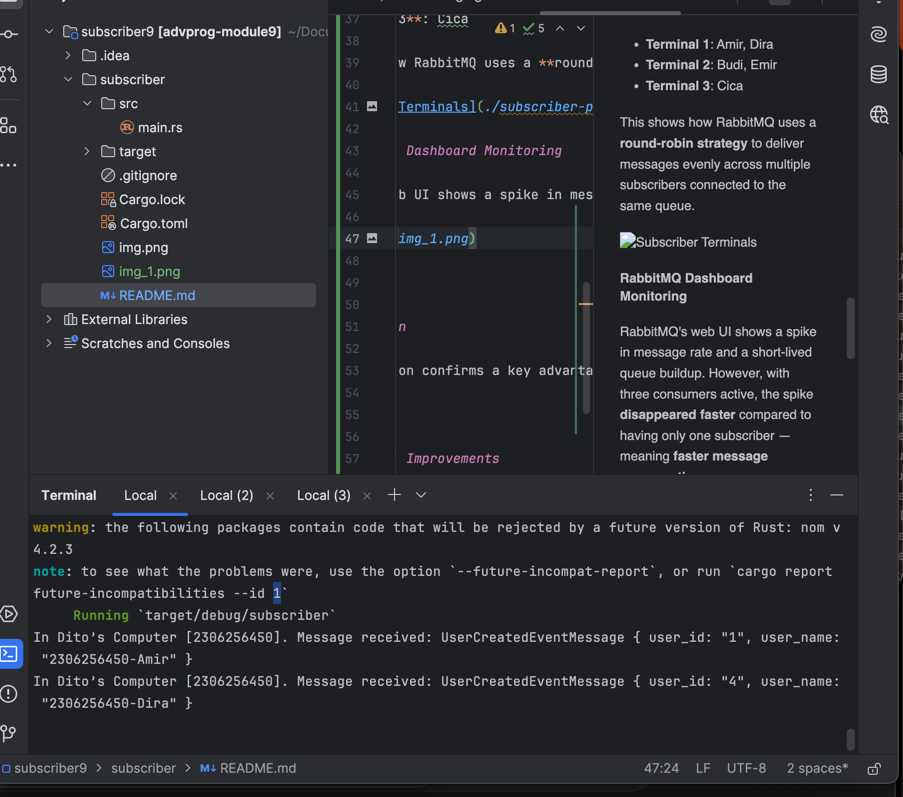 subscriber9 [advprog-module9] ~/Docu
.idea
subscriber
src
main.rs
target
.gitignore
Cargo.lock
Cargo.toml
img.png
img_1.png
M↓ README.md
External Libraries
Scratches and Consoles
37 3**: Cica
1 5
38
39 w RabbitMQ uses a **round
40
41 Terminals](./subscriber-p
42
43 Dashboard Monitoring
44
45 b UI shows a spike in mes
46
47 img_1.png)
48
49
50
51 n
52
53 on confirms a key advanta
54
55
56
57 Improvements
• Terminal 1: Amir, Dira
• Terminal 2: Budi, Emir
• Terminal 3: Cica
This shows how RabbitMQ uses a
round-robin strategy to deliver
messages evenly across multiple
subscribers connected to the
same queue.
Subscriber Terminals
RabbitMQ Dashboard
Monitoring
RabbitMQ's web UI shows a spike
in message rate and a short-lived
queue buildup. However, with
three consumers active, the spike
disappeared faster compared to
having only one subscriber —
meaning faster message
Terminal Local Local (2) Local (3)
warning: the following packages contain code that will be rejected by a future version of Rust: nom v
4.2.3
note: to see what the problems were, use the option `--future-incompat-report`, or run `cargo report
future-incompatibilities --id 1`
Running `target/debug/subscriber`
In Dito’s Computer [2306256450]. Message received: UserCreatedEventMessage { user_id: "1", user_name:
"2306256450-Amir" }
In Dito’s Computer [2306256450]. Message received: UserCreatedEventMessage { user_id: "4", user_name:
"2306256450-Dira" }
subscriber9 > subscriber > M↓ README.md
47:24 LF UTF-8 2 spaces*